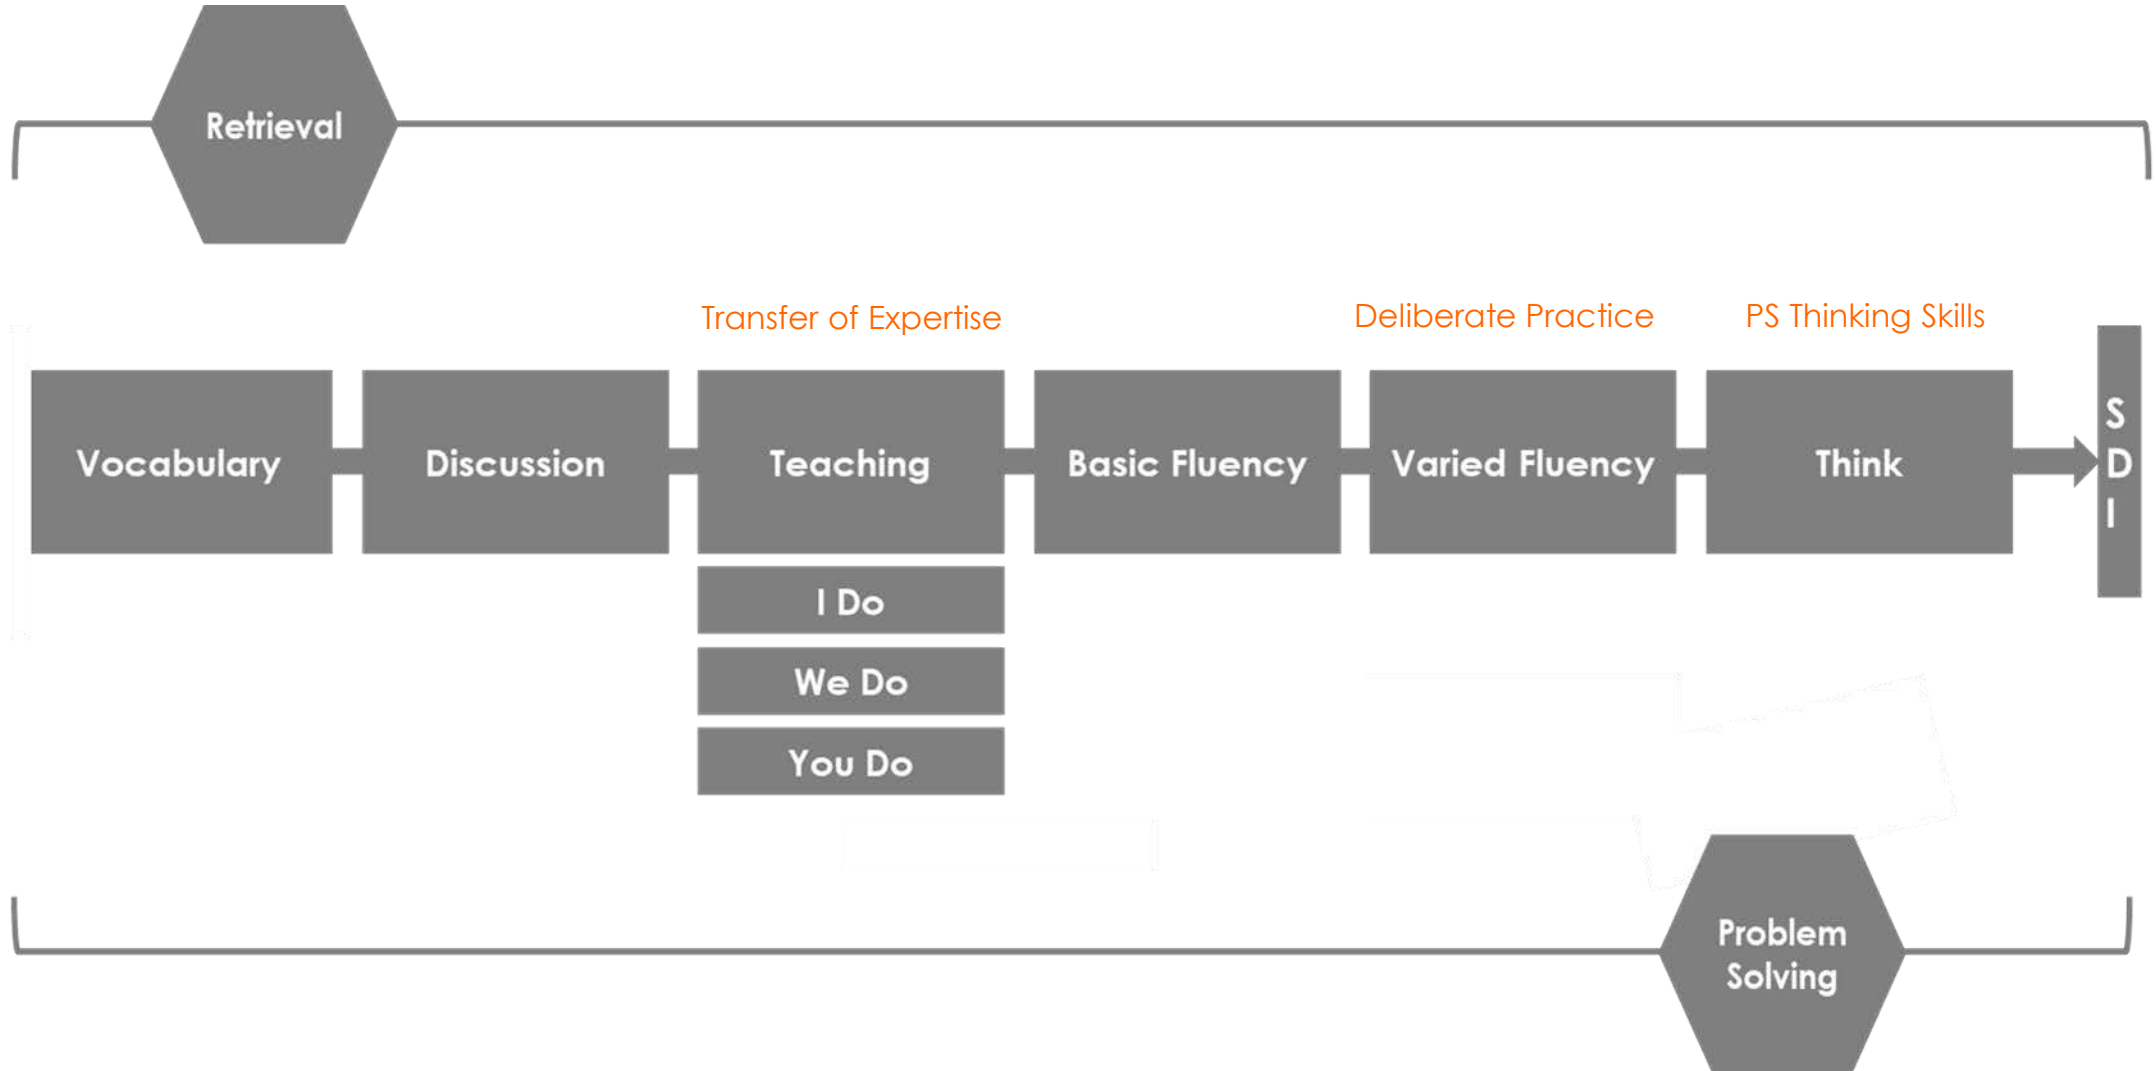 Retrieval
Transfer of Expertise
Deliberate Practice
PS Thinking Skills
Vocabulary
Discussion
Teaching
Basic Fluency
Varied Fluency
Think
S
D
I
I Do
We Do
You Do
Problem
Solving